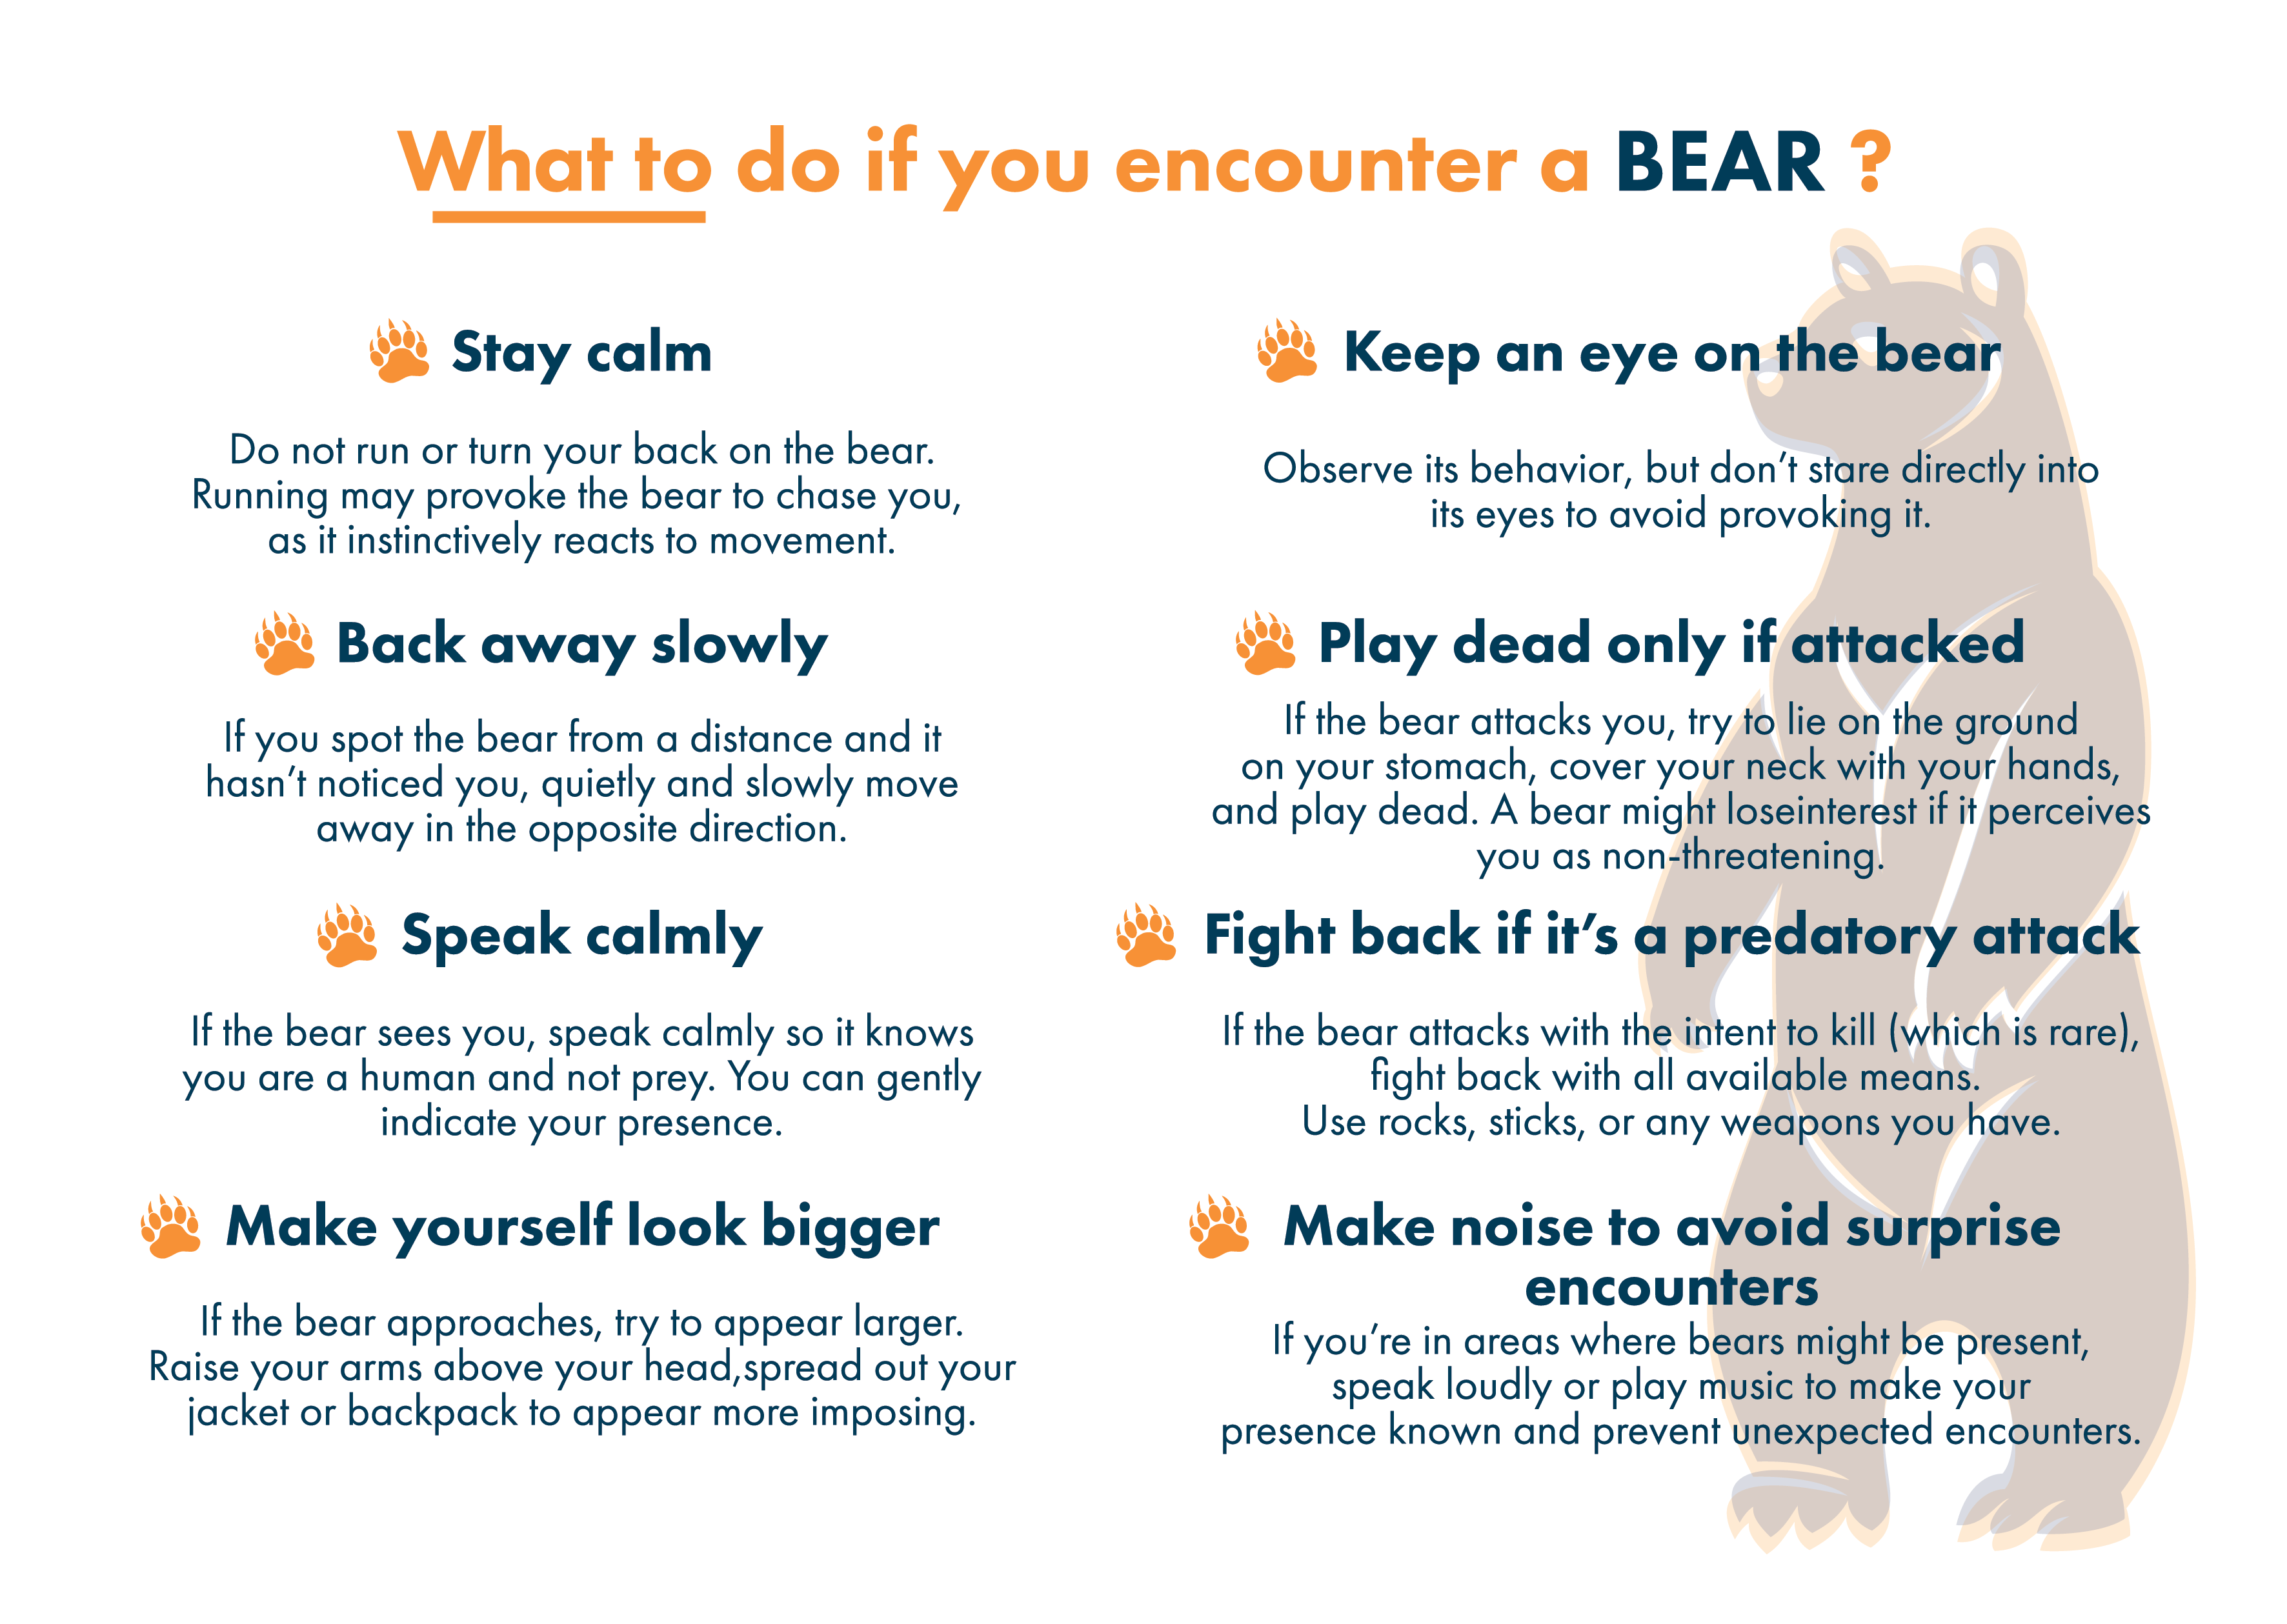 What to do if you encounter a BEAR ?
Stay calm
Do not run or turn your back on the bear.
Running may provoke the bear to chase you,
as it instinctively reacts to movement.
Back away slowly
If you spot the bear from a distance and it
hasn’t noticed you, quietly and slowly move
away in the opposite direction.
Speak calmly
If the bear sees you, speak calmly so it knows
you are a human and not prey. You can gently
indicate your presence.
Make yourself look bigger
If the bear approaches, try to appear larger.
Raise your arms above your head,spread out your
jacket or backpack to appear more imposing.
Keep an eye on the bear
Observe its behavior, but don’t stare directly into
its eyes to avoid provoking it.
Play dead only if attacked
If the bear attacks you, try to lie on the ground
on your stomach, cover your neck with your hands,
and play dead. A bear might loseinterest if it perceives
you as non-threatening.
Fight back if it’s a predatory attack
If the bear attacks with the intent to kill (which is rare),
fight back with all available means.
Use rocks, sticks, or any weapons you have.
Make noise to avoid surprise
encounters
If you’re in areas where bears might be present,
speak loudly or play music to make your
presence known and prevent unexpected encounters.